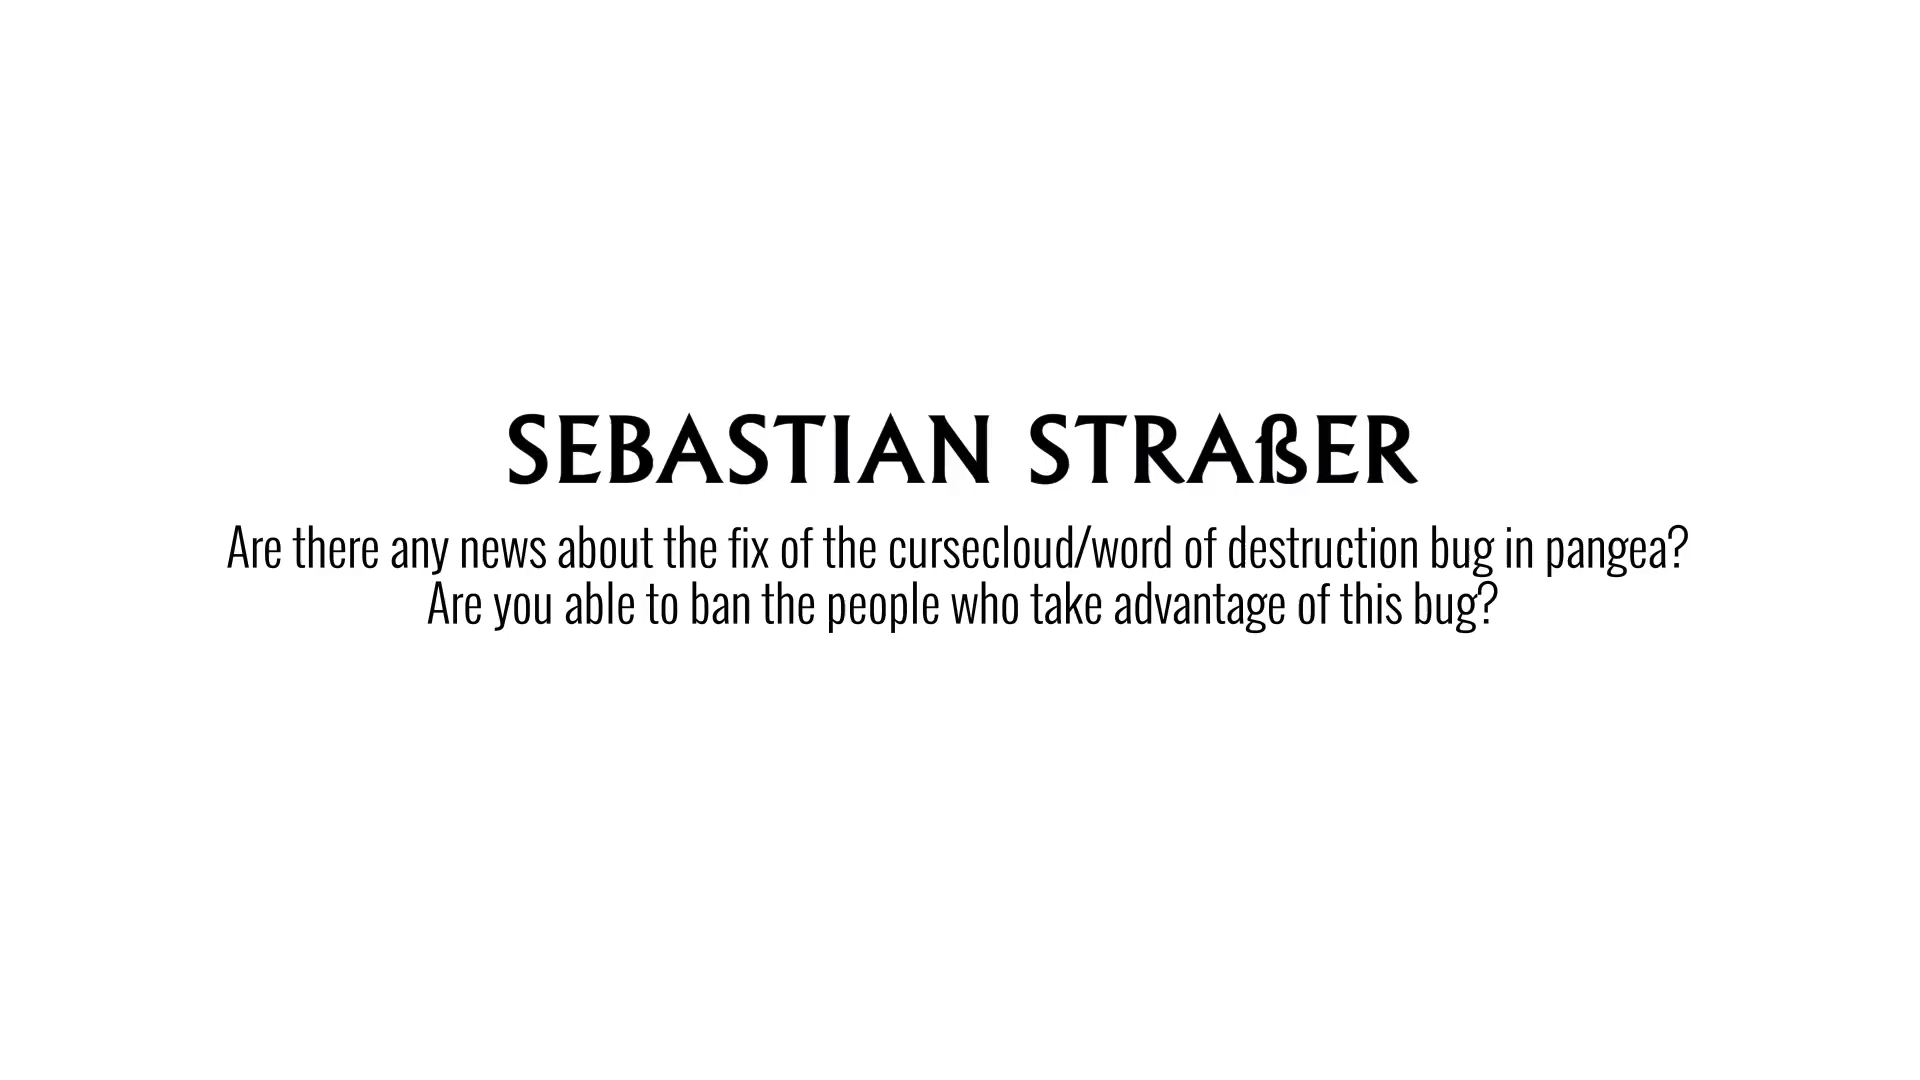 SEBASTIAN STRAßER
Are there any news about the fix of the cursecloud/word of destruction bug in pangea?
Are you able to ban the people who take advantage of this bug?